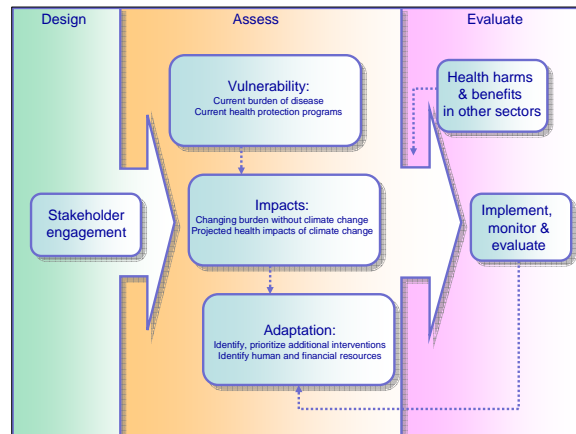 Design
Assess
Evaluate
Vulnerability:
Current burden of disease
Current health protection programs
Health harms
& benefits
in other sectors
Stakeholder
engagement
Impacts:
Changing burden without climate change
Projected health impacts of climate change
Implement,
monitor &
evaluate
Adaptation:
Identify, prioritize additional interventions
Identify human and financial resources